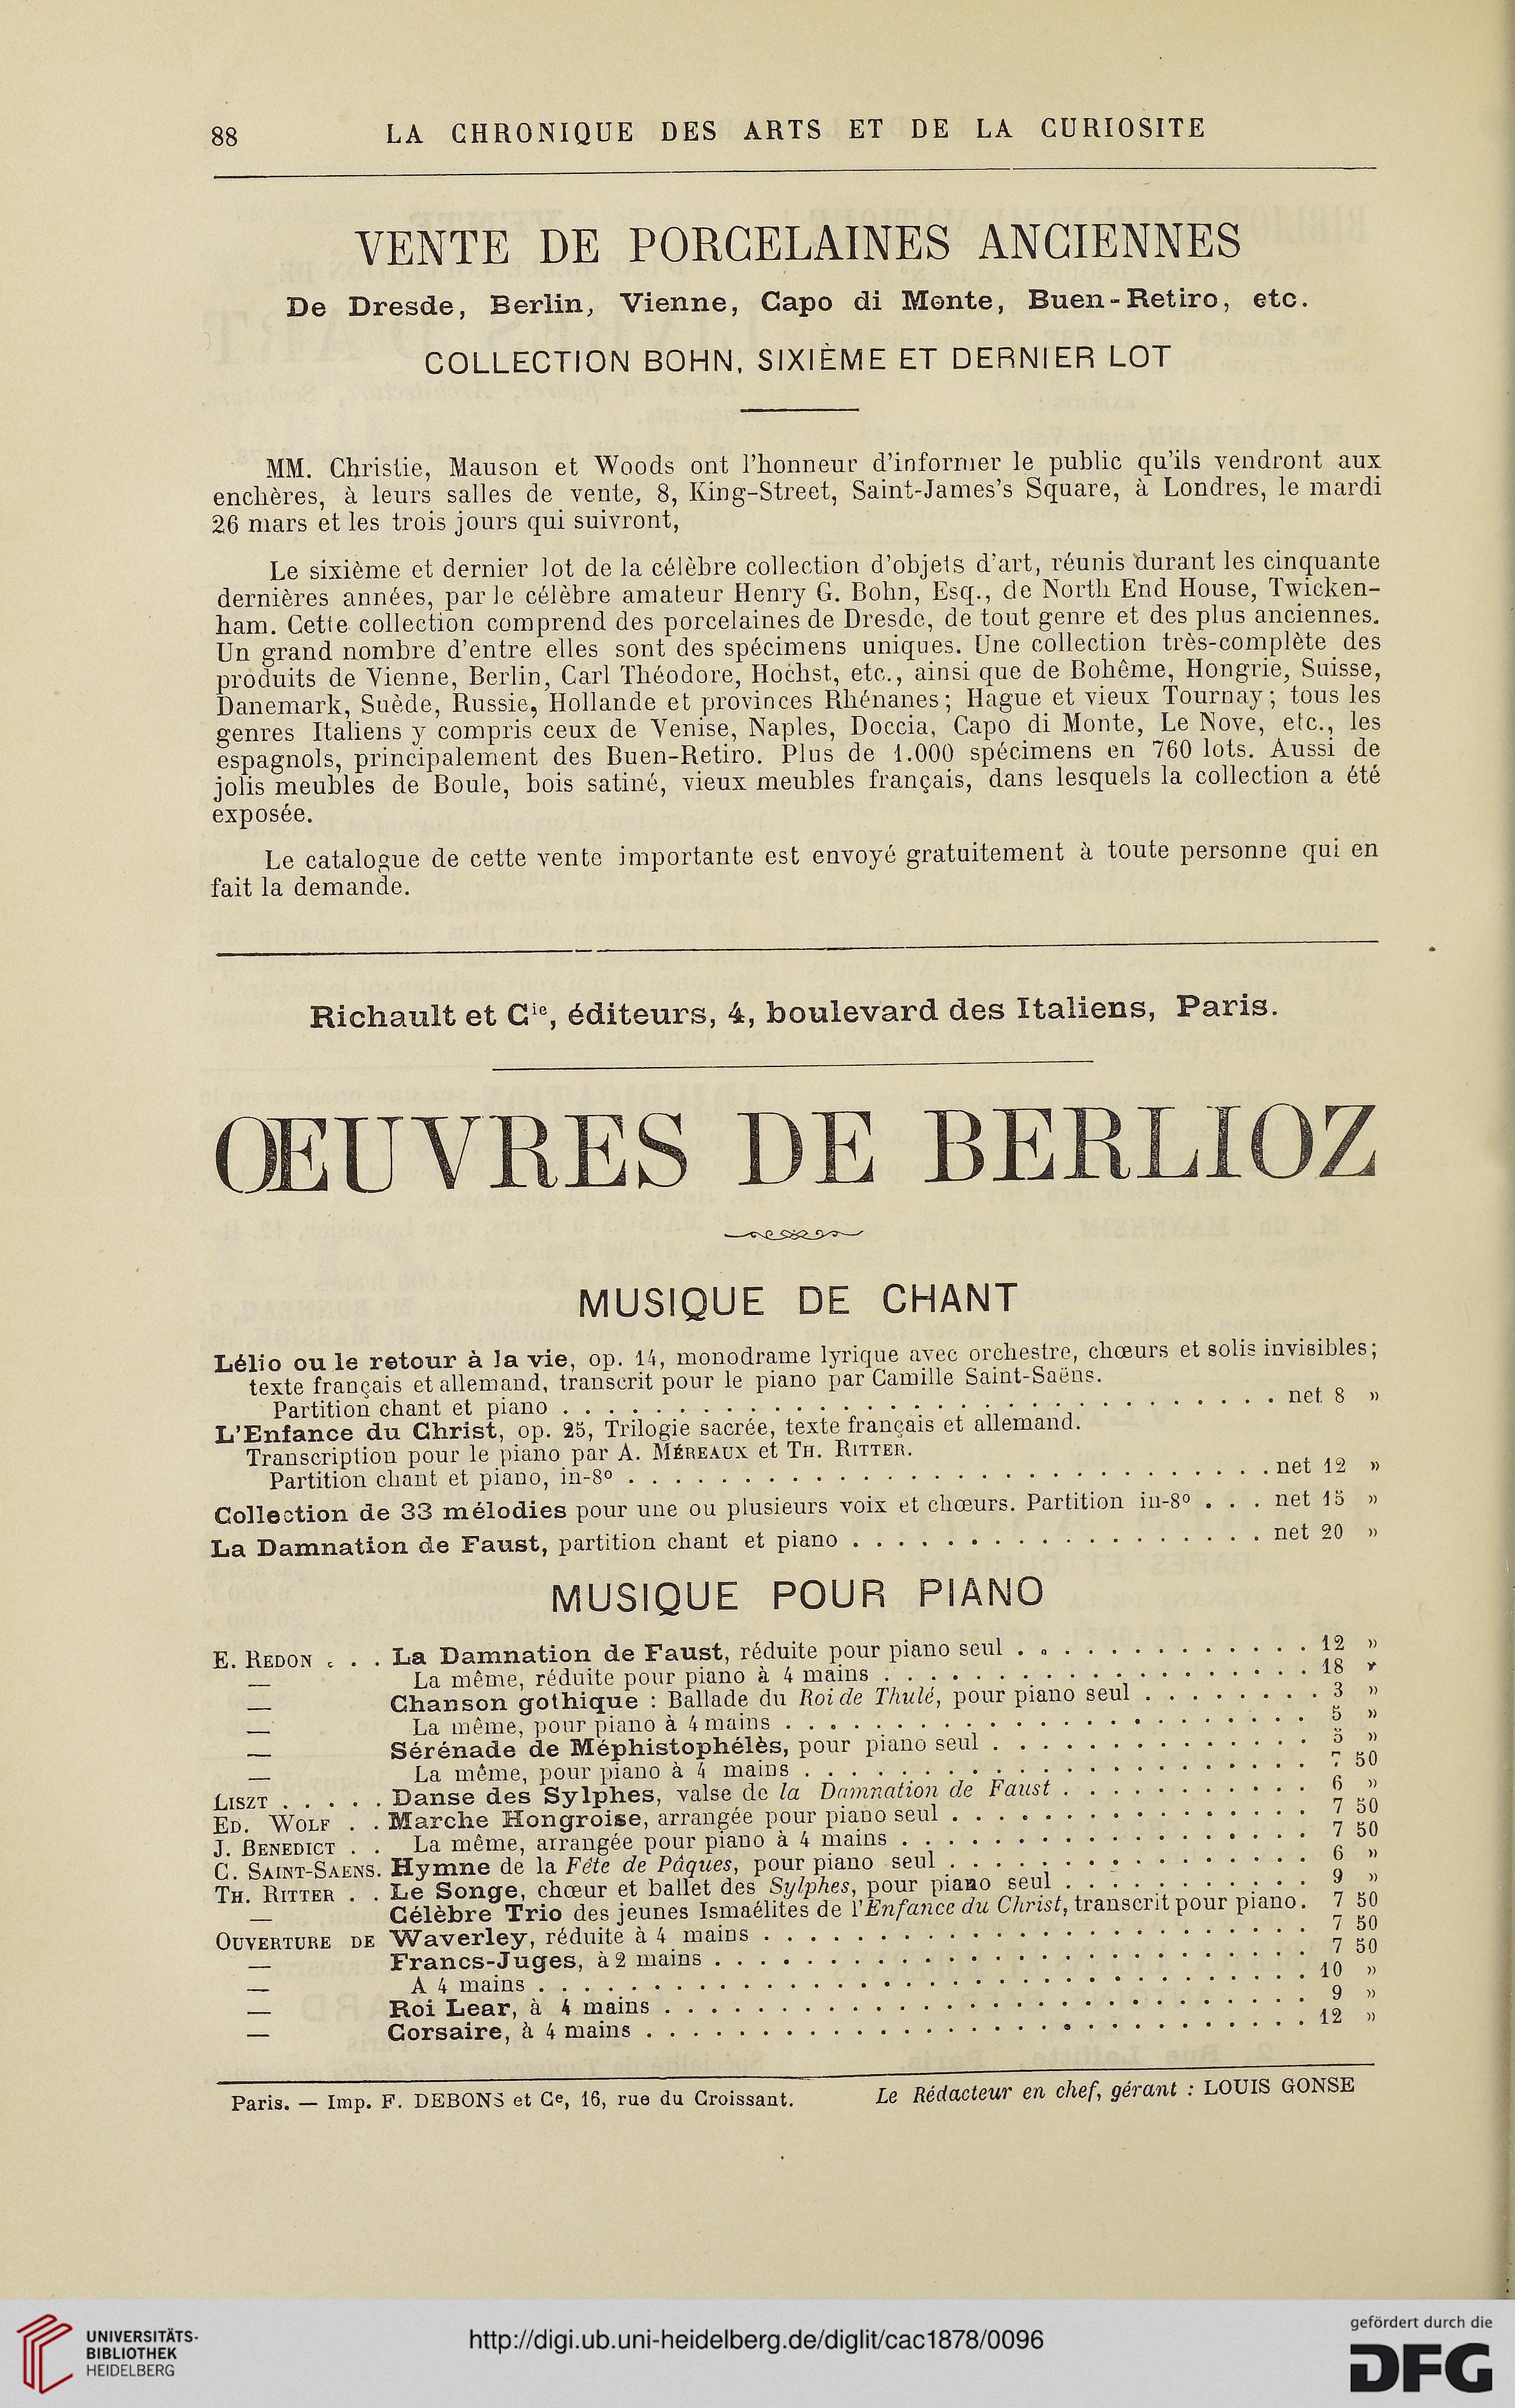 88 LA CHRONIQUE DES ARTS ET DE LA CURIOSITE
VENTE DE PORCELAINES ANCIENNES
De Dresde, Berlin, Vienne, Capo di Monte, Buen-Retiro, etc.
COLLECTION BOHN, SIXIÈME ET DERNIER LOT
MM. Christie, Mauson et Woods ont l'honneur d'informer le public qu'ils vendront aux
enchères, à leurs salles de vente, 8, King-Street, Saint-James's Square, à Londres, le mardi
26 mars et les trois jours qui suivront,
Le sixième et dernier lot de la célèbre collection d'objets d'art, réunis durant les cinquante
dernières années, par le célèbre amateur Henry G. Bohn, Esq., de North End House, Twicken-
ham. Cette collection comprend des porcelaines de Dresde, de tout genre et des plus anciennes.
Un grand nombre d'entre elles sont des spécimens uniques. Une collection très-complète des
produits de Vienne, Berlin, Carl Théodore, Hochst, etc., ainsi que de Bohême, Hongrie, Suisse,
Danemark, Suède, Russie, Hollande et provinces Rhénanes; Hague et vieux Tournay; tous les
genres Italiens y compris ceux de Venise, Naples, Doccia, Capo di Monte, Le Nove, etc., les
espagnols, principalement des Buen-Retiro. Plus de 1.000 spécimens en 760 lots. Aussi de
jolis meubles de Boule, bois satiné, vieux meubles français, dans lesquels la collection a été
exposée.
Le catalogue de cette vente importante est envoyé gratuitement à toute personne qui en
fait la demande.
Richault et Cie, éditeurs, 4, boulevard des Italiens, Paris.
ŒUVRES DE BERLIOZ
MUSIQUE DE CHANT
Lélio ou le retour à la vie, op. 14, monodrame lyrique avec orchestre, chœurs et solis invisibles;
texte français et allemand, transcrit pour le piano par Camille Saint-Saëns.
Partition chant et piano . . . . . . . . . . net 8 »
L'Enfance du Christ, op. 25, Trilogie sacrée, texte français et allemand.
Transcription pour le piano par A. MÉREAUX et TH. RITTER.
Partition chant et piano, in-8º . . . . . . . . . . net 12 »
Collection de 33 mélodies pour une ou plusieurs voix et chœurs. Partition in-8º . . . net 15 »
La Damnation de Faust, partition chant et piano . . . . . . . . . . net 20 »
MUSIQUE POUR PIANO
E. REDON . . . La Damnation de Faust, réduite pour piano seul . . . . . . . . . . 12 »
— La même, réduite pour piano à 4 mains . . . . . . . . . . 18 »
— Chanson gothique : Ballade du Roi de Thulé, pour piano seul . . . . . . . . 3 »
— La même, pour piano à 4 mains . . . . . . . . . . 5 »
— Sérénade de Méphistophélès, pour piano seul . . . . . . . . . . 5 »
— La même, pour piano à 4 mains . . . . . . . . . . 7 50
LISZT . . . . . Danse des Sylphes, valse de la Damnation de Faust . . . . . . . . . . 6 »
ED. WOLF . . Marche Hongroise, arrangée pour piano seul . . . . . . . . . . 7 50
J. BENEDICT . . La même, arrangée pour piano à 4 mains . . . . . . . . . . 7 50
C. SAINT-SAENS. Hymne de la Fête de Pâques, pour piano seul . . . . . . . . . . 6 »
TH. RITTER . . Le Songe, chœur et ballet des Sylphes, pour piano seul . . . . . . . . . . 9 »
— Célèbre Trio des jeunes Ismaélites de l'Enfance du Christ, transcrit pour piano. 7 50
OUVERTURE DE Waverley, réduite à 4 mains . . . . . . . . . . 7 50
— Francs-Juges, à 2 mains . . . . . . . . . . 7 50
— A 4 mains . . . . . . . . . . 10 »
— Roi Lear, à 4 mains . . . . . . . . . . 9 »
— Corsaire, à 4 mains . . . . . . . . . . 12 »
Paris. — Imp. F. DEBONS et Ce, 16, rue du Croissant. Le Rédacteur en chef, gérant : LOUIS GONSE
UNIVERSITÄTS-
BIBLIOTHEK
HEIDELBERG
http://digi.ub.uni-heidelberg.de/diglit/cac1878/0096
gefördert durch die
DFG